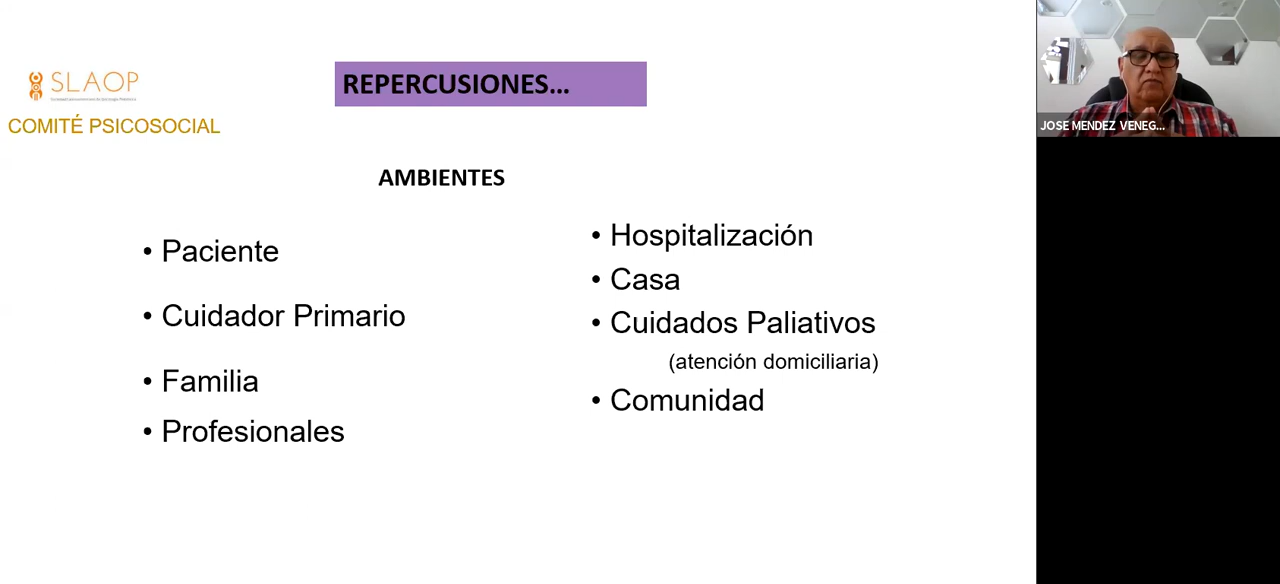 SLAOP
COMITÉ PSICOSOCIAL
REPERCUSIONES...
AMBIENTES
• Paciente
• Cuidador Primario
• Familia
• Profesionales
• Hospitalización
• Casa
• Cuidados Paliativos
(atención domiciliaria)
• Comunidad
JOSE MENDEZ VENEG...